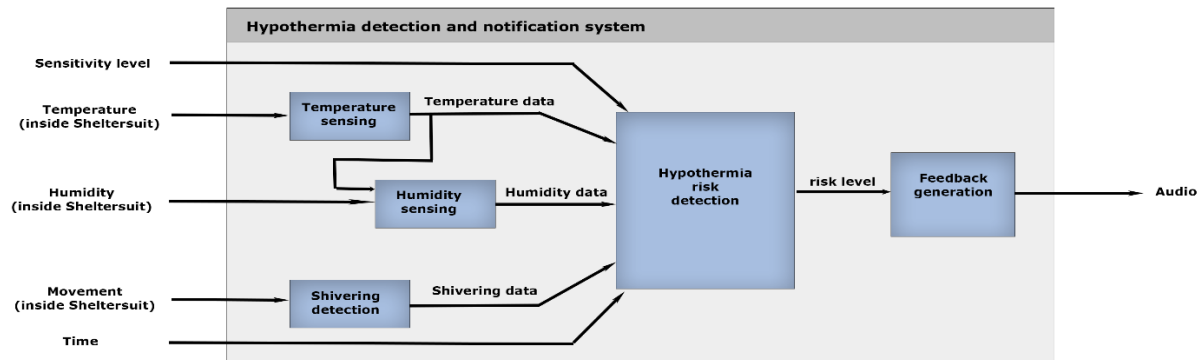 Hypothermia detection and notification system
Sensitivity level
Temperature
(inside Sheltersuit)
Temperature
sensing
Temperature data
Humidity
(inside Sheltersuit)
Humidity
sensing
Humidity data
Movement
(inside Sheltersuit)
Shivering
detection
Shivering data
Time
Hypothermia
risk
detection
risk level
Feedback
generation
Audio